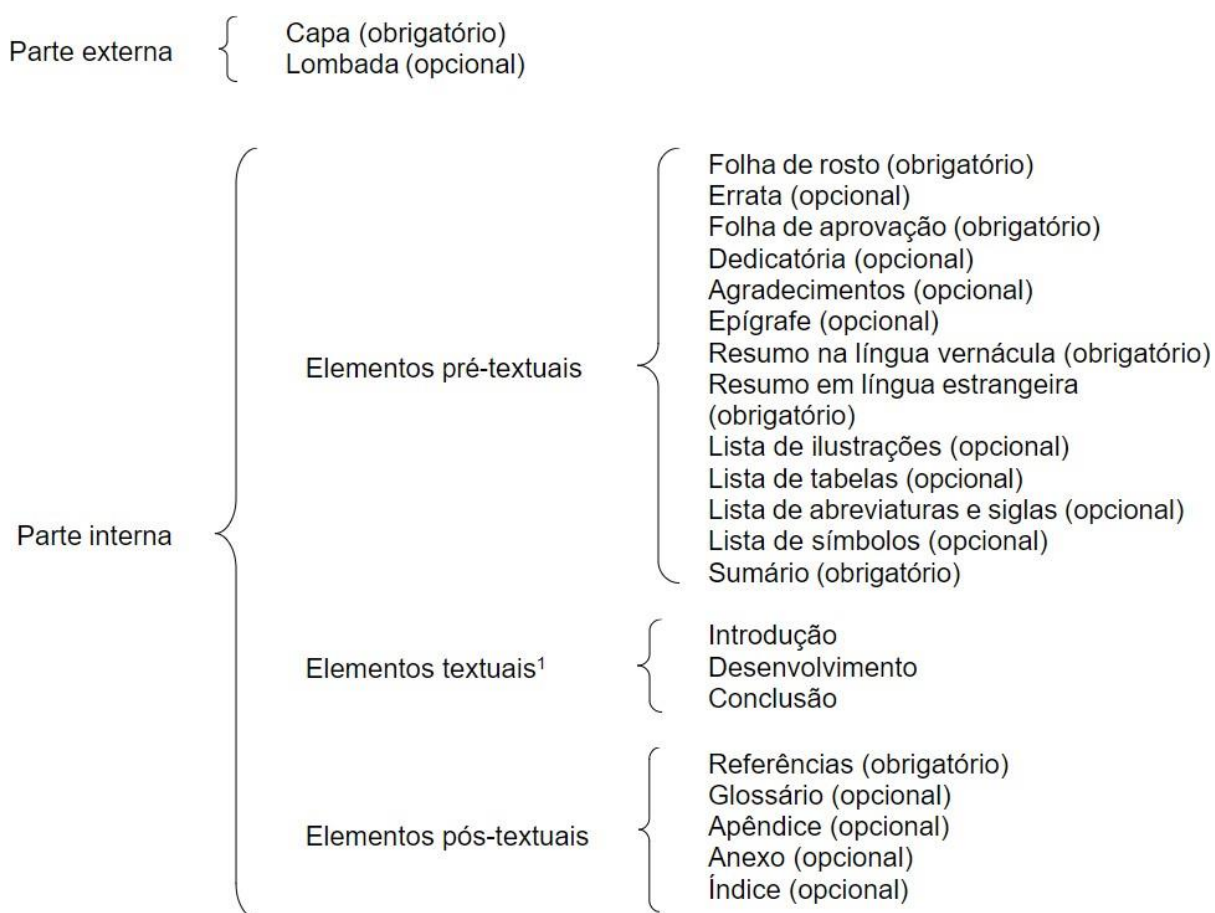 Parte externa
Capa (obrigatório)
Lombada (opcional)
Parte interna
Elementos pré-textuais
Folha de rosto (obrigatório)
Errata (opcional)
Folha de aprovação (obrigatório)
Dedicatória (opcional)
Agradecimentos (opcional)
Epígrafe (opcional)
Resumo na língua vernácula (obrigatório)
Resumo em língua estrangeira
(obrigatório)
Lista de ilustrações (opcional)
Lista de tabelas (opcional)
Lista de abreviaturas e siglas (opcional)
Lista de símbolos (opcional)
Sumário (obrigatório)
Elementos textuais¹
Introdução
Desenvolvimento
Conclusão
Elementos pós-textuais
Referências (obrigatório)
Glossário (opcional)
Apêndice (opcional)
Anexo (opcional)
Índice (opcional)